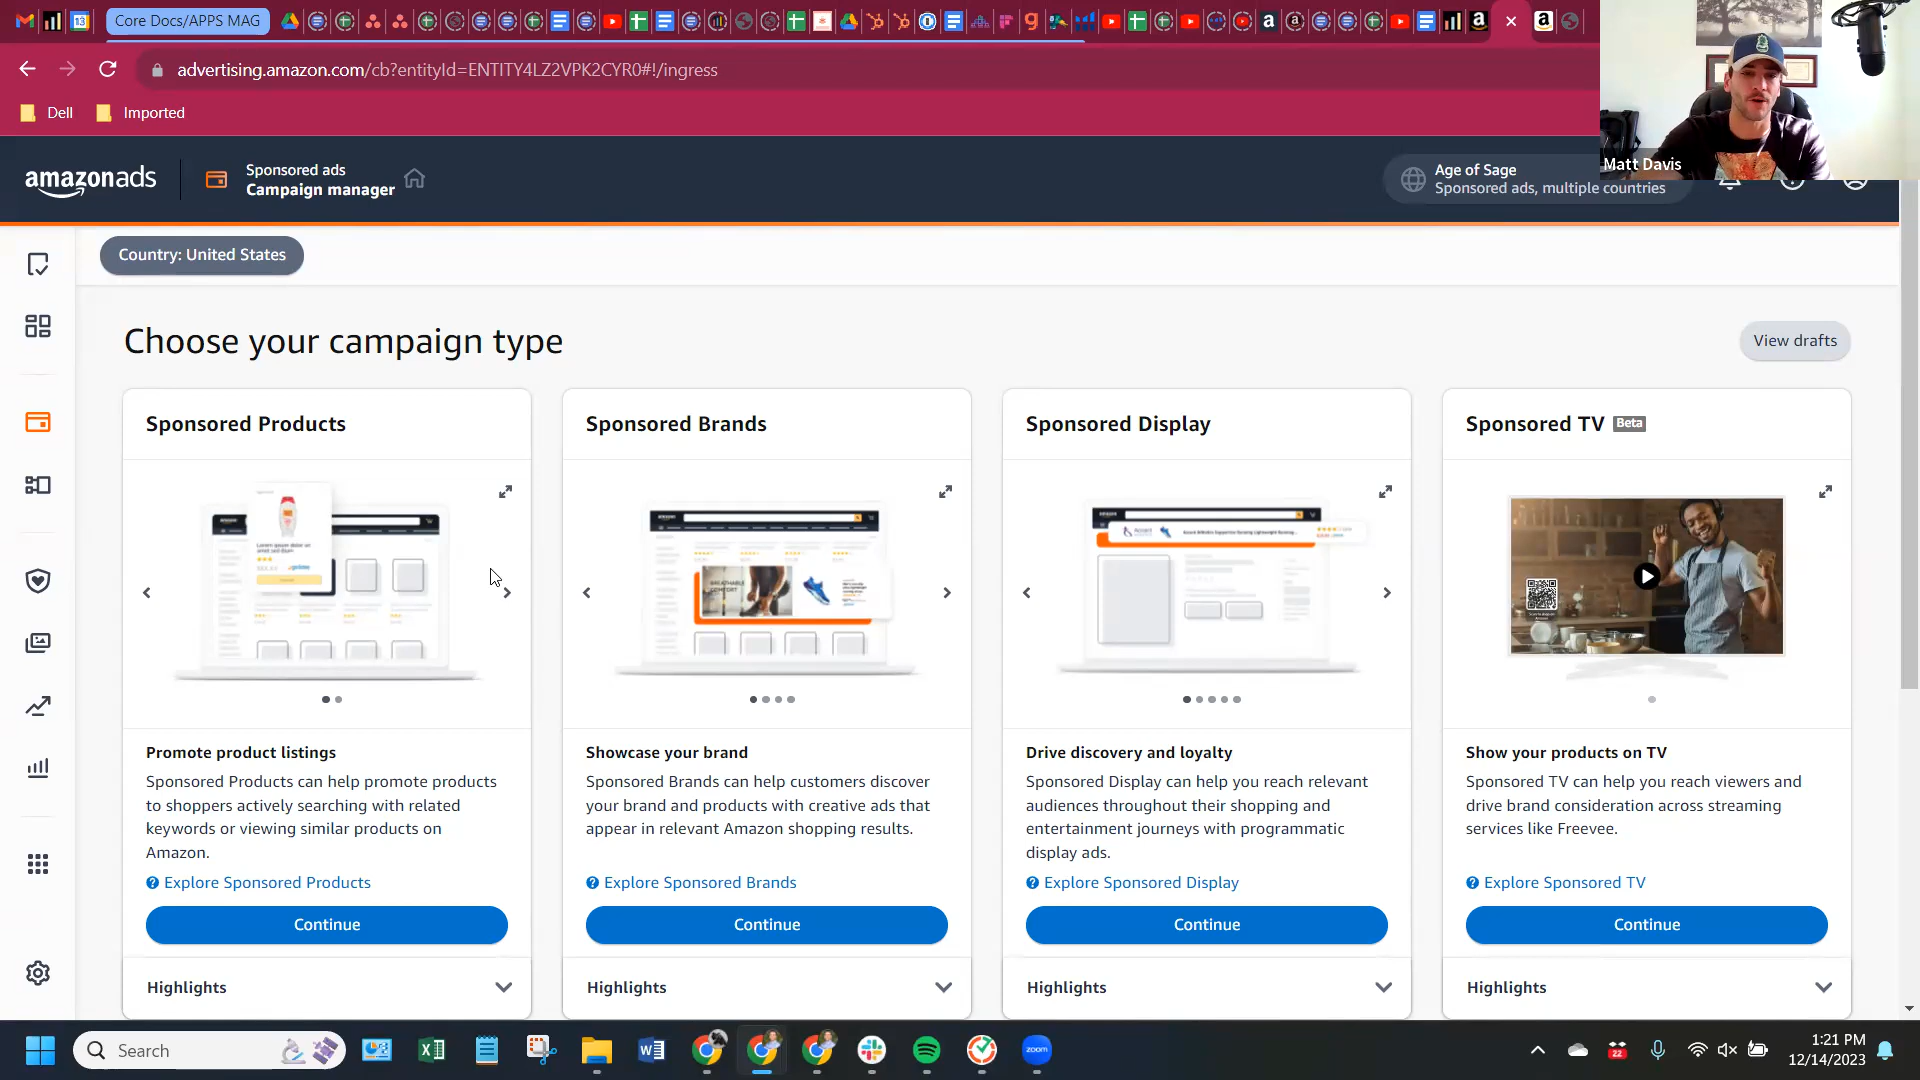 Core Docs/APPS MAG
advertising.amazon.com/cb?entityId=ENTITY4LZ2VPK2CYR0#!/ingress
Dell
Imported
Matt Davis
amazonads
Sponsored ads
Campaign manager
Age of Sage
Sponsored ads, multiple countries
Country: United States
Choose your campaign type
View drafts
Sponsored Products
Promote product listings
Sponsored Products can help promote products
to shoppers actively searching with related
keywords or viewing similar products on
Amazon.
Explore Sponsored Products
Continue
Highlights
Sponsored Brands
Showcase your brand
Sponsored Brands can help customers discover
your brand and products with creative ads that
appear in relevant Amazon shopping results.
Explore Sponsored Brands
Continue
Highlights
Sponsored Display
Drive discovery and loyalty
Sponsored Display can help you reach relevant
audiences throughout their shopping and
entertainment journeys with programmatic
display ads.
Explore Sponsored Display
Continue
Highlights
Sponsored TV Beta
Show your products on TV
Sponsored TV can help you reach viewers and
drive brand consideration across streaming
services like Freevee.
Explore Sponsored TV
Continue
Highlights
Search
zoom
22
1:21 PM
12/14/2023